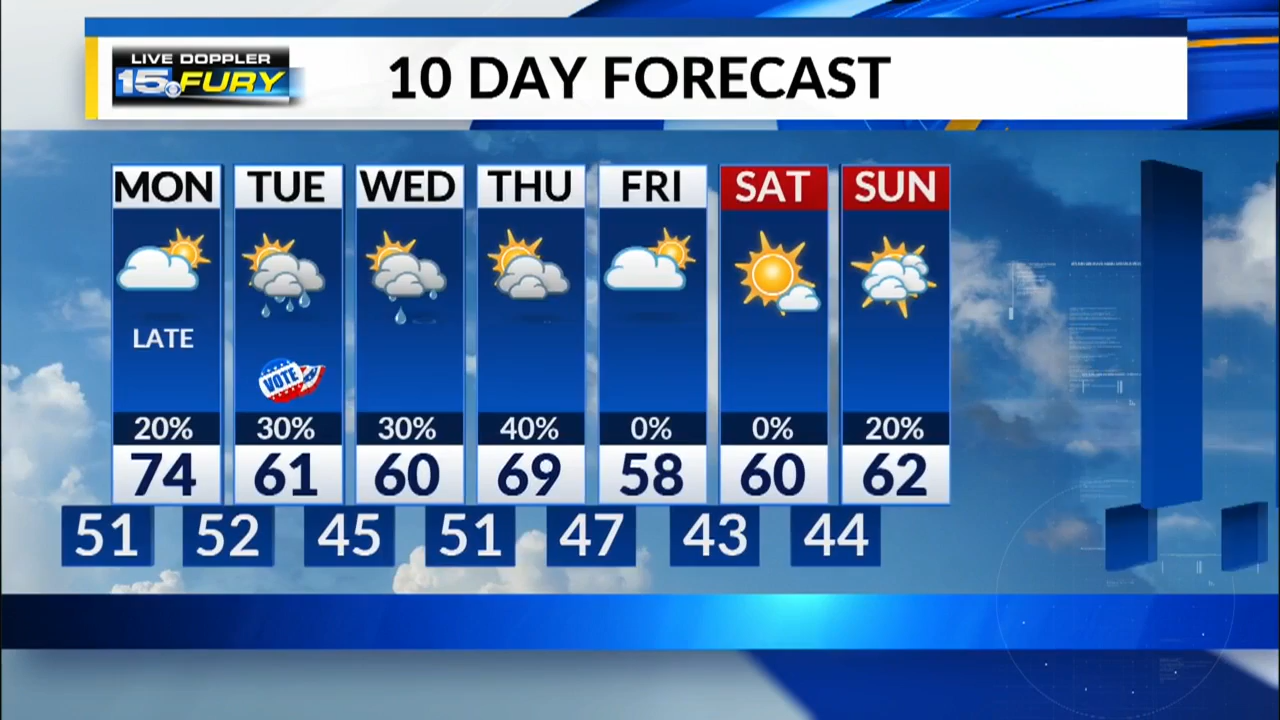 LIVE DOPPLER
15 FURY
10 DAY FORECAST
MON TUE WED THU FRI SAT SUN
LATE
VOTE
20% 30% 30% 40% 0% 0% 20%
74 61 60 69 58 60 62
51 52 45 51 47 43 44